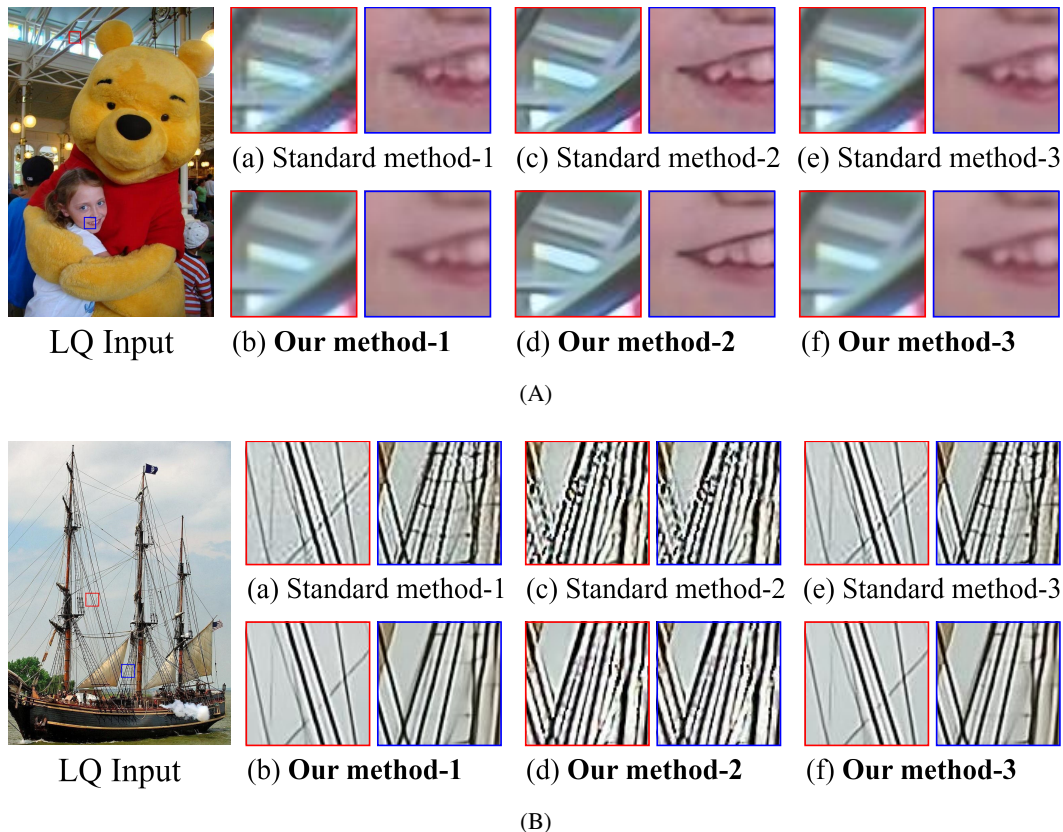 (a) Standard method-1 (c) Standard method-2 (e) Standard method-3
LQ Input (b) Our method-1 (d) Our method-2 (f) Our method-3
(A)
(a) Standard method-1 (c) Standard method-2 (e) Standard method-3
LQ Input (b) Our method-1 (d) Our method-2 (f) Our method-3
(B)